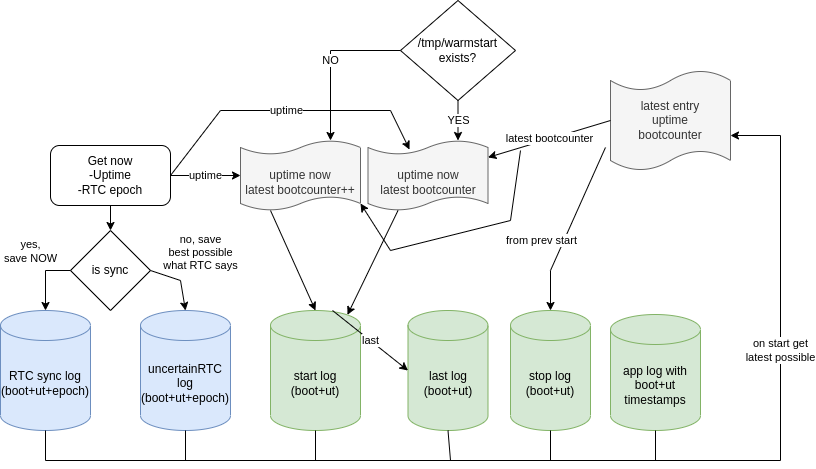 /tmp/warmstart
exists?
NO
YES
uptime
latest entry
uptime
bootcounter
latest bootcounter
Get now
-Uptime
-RTC epoch
uptime
uptime now
latest bootcounter++
uptime now
latest bootcounter
yes,
save NOW
is sync
no, save
best possible
what RTC says
from prev start
last
on start get
latest possible
RTC sync log
(boot+ut+epoch)
uncertainRTC
log
(boot+ut+epoch)
start log
(boot+ut)
last log
(boot+ut)
stop log
(boot+ut)
app log with
boot+ut
timestamps